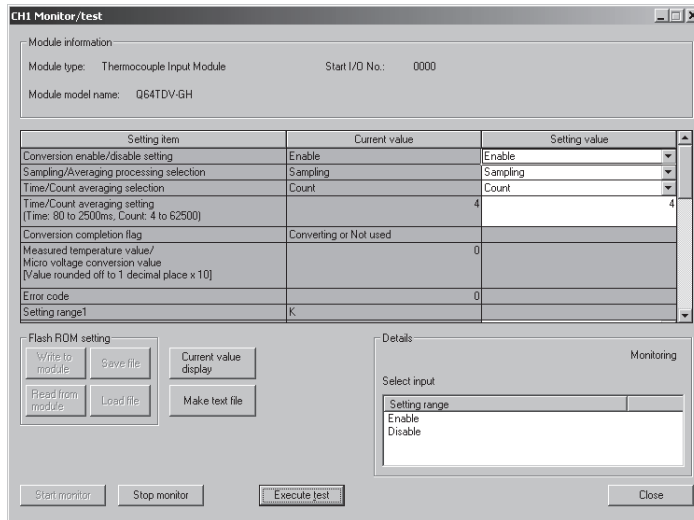 CH1 Monitor/test
Module information
Module type: Thermocouple Input Module Start I/O No.: 0000
Module model name: Q64TDV-GH
Setting item Current value Setting value
Conversion enable/disable setting Enable Enable
Sampling/Averaging processing selection Sampling Sampling
Time/Count averaging selection Count Count
Time/Count averaging setting
(Time: 80 to 2500ms, Count: 4 to 62500) 4 4
Conversion completion flag Converting or Not used
Measured temperature value/
Micro voltage conversion value
[Value rounded off to 1 decimal place x 10] 0
Error code 0
Setting range1 K
Flash ROM setting
Write to
module
Save file
Current value
display
Read from
module
Load file
Make text file
Details
Monitoring
Select input
Setting range
Enable
Disable
Start monitor Stop monitor Execute test Close